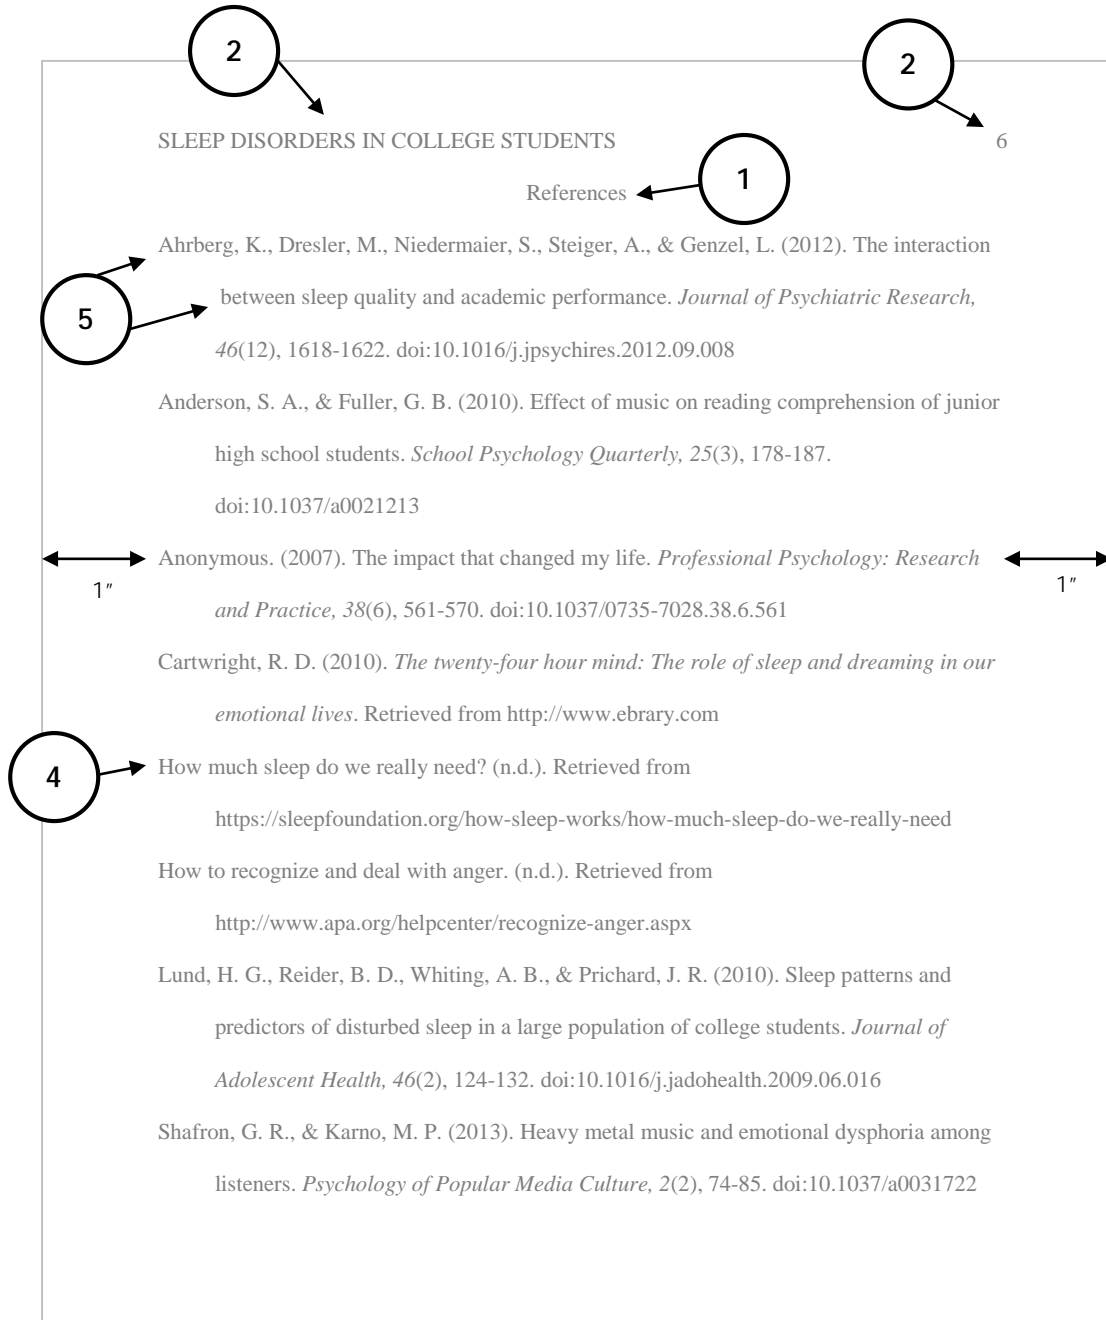 2
2
SLEEP DISORDERS IN COLLEGE STUDENTS 6
References
1
Ahrberg, K., Dresler, M., Niedermaier, S., Steiger, A., & Genzel, L. (2012). The interaction
between sleep quality and academic performance. Journal of Psychiatric Research,
5
46(12), 1618-1622. doi:10.1016/j.jpsychires.2012.09.008
Anderson, S. A., & Fuller, G. B. (2010). Effect of music on reading comprehension of junior
high school students. School Psychology Quarterly, 25(3), 178-187.
doi:10.1037/a0021213
Anonymous. (2007). The impact that changed my life. Professional Psychology: Research
1"
1"
and Practice, 38(6), 561-570. doi:10.1037/0735-7028.38.6.561
Cartwright, R. D. (2010). The twenty-four hour mind: The role of sleep and dreaming in our
emotional lives. Retrieved from http://www.ebrary.com
4
How much sleep do we really need? (n.d.). Retrieved from
https://sleepfoundation.org/how-sleep-works/how-much-sleep-do-we-really-need
How to recognize and deal with anger. (n.d.). Retrieved from
http://www.apa.org/helpcenter/recognize-anger.aspx
Lund, H. G., Reider, B. D., Whiting, A. B., & Prichard, J. R. (2010). Sleep patterns and
predictors of disturbed sleep in a large population of college students. Journal of
Adolescent Health, 46(2), 124-132. doi:10.1016/j.jadohealth.2009.06.016
Shafron, G. R., & Karno, M. P. (2013). Heavy metal music and emotional dysphoria among
listeners. Psychology of Popular Media Culture, 2(2), 74-85. doi:10.1037/a0031722